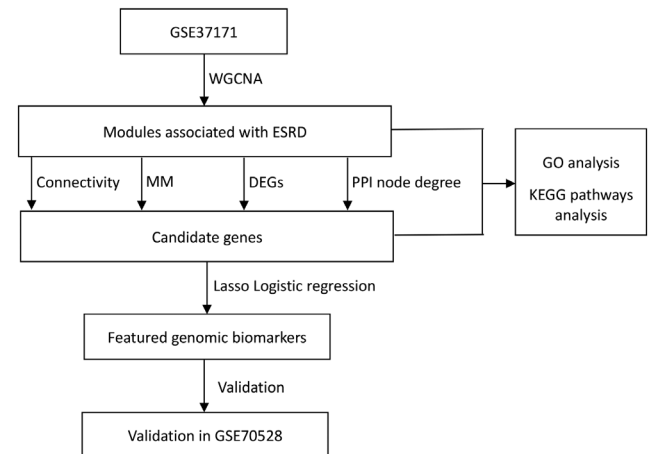 GSE37171
WGCNA
Modules associated with ESRD
Connectivity
MM
DEGs
PPI node degree
GO analysis
KEGG pathways
analysis
Candidate genes
Lasso Logistic regression
Featured genomic biomarkers
Validation
Validation in GSE70528